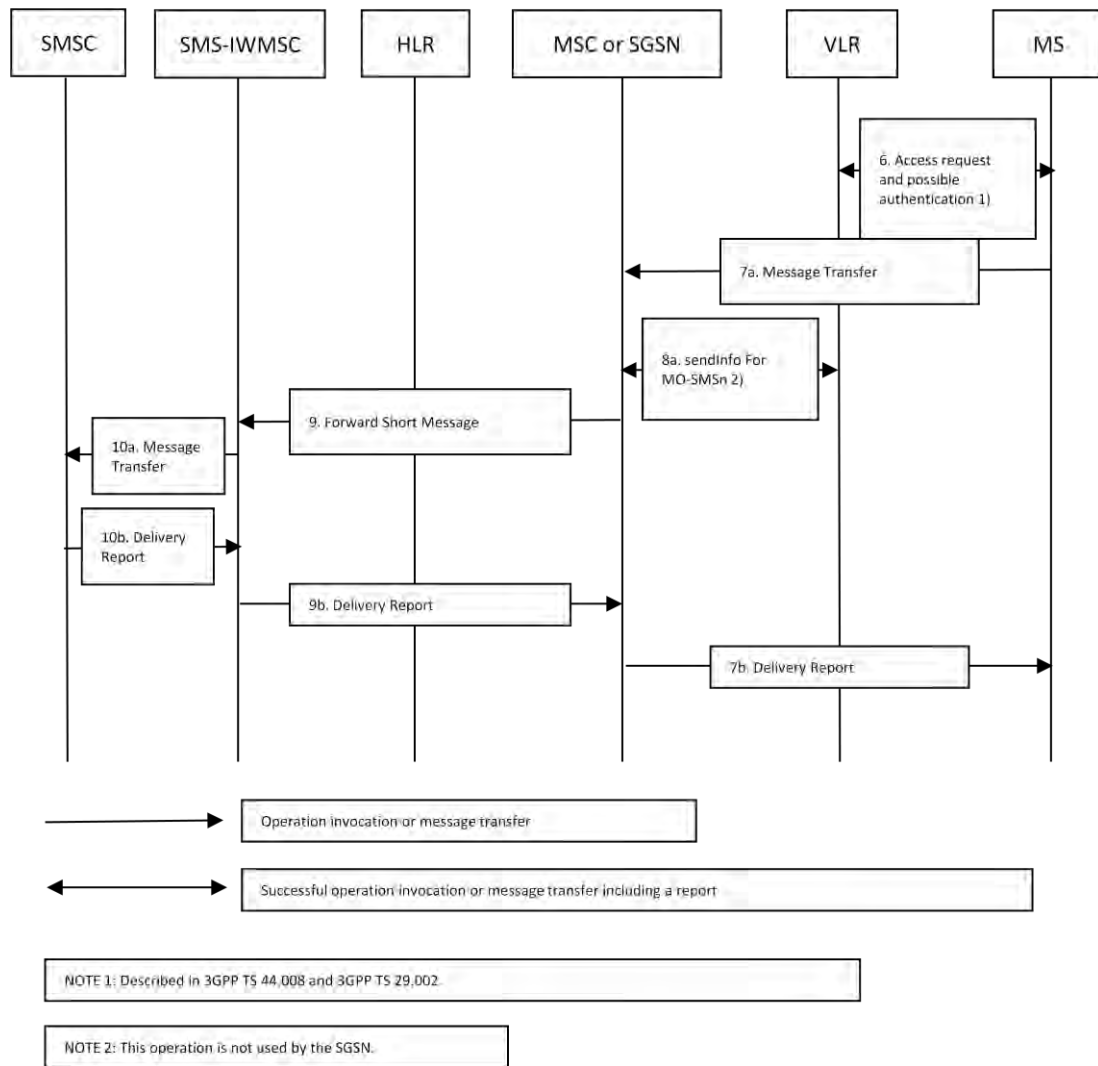 SMSC
SMS-IWMSC
HLR
MSC or SGSN
VLR
MS
6. Access request
and possible
authentication 1)
7a. Message Transfer
8a. sendInfo For
MO-SMSn 2)
9. Forward Short Message
10a. Message
Transfer
10b. Delivery
Report
9b. Delivery Report
7b. Delivery Report
Operation invocation or message transfer
Successful operation invocation or message transfer including a report
NOTE 1: Described in 3GPP TS 44.008 and 3GPP TS 29.002
NOTE 2: This operation is not used by the SGSN.